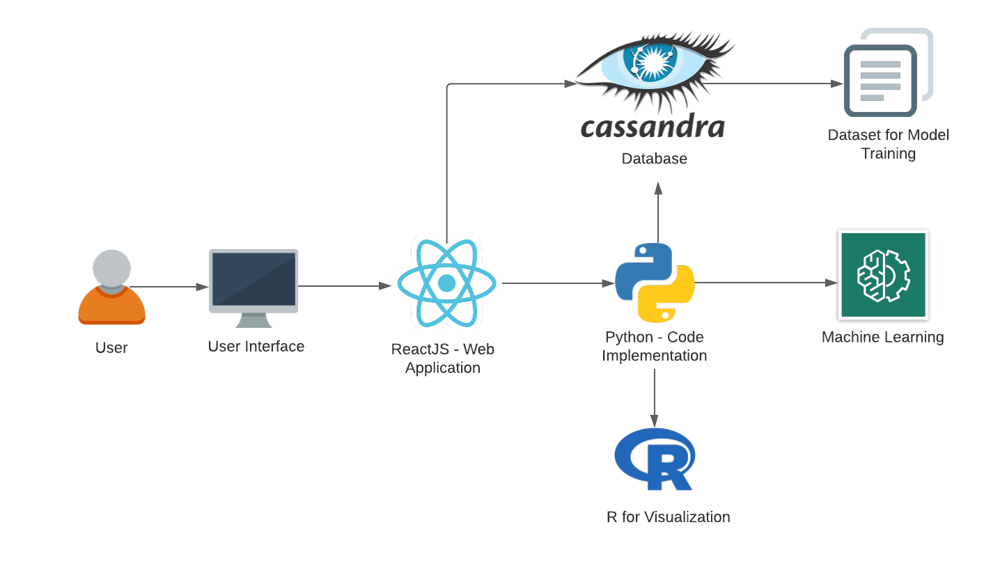 cassandra
Database
Dataset for Model
Training
User
User Interface
ReactJS - Web
Application
Python - Code
Implementation
Machine Learning
R
R for Visualization